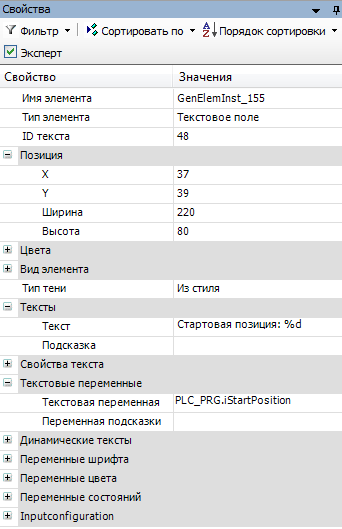 Свойства
Фильтр Сортировать по Порядок сортировки
Эксперт
Свойство Значения
Имя элемента GenElemInst_155
Тип элемента Текстовое поле
ID текста 48
Позиция
X 37
Y 39
Ширина 220
Высота 80
Цвета
Вид элемента
Тип тени Из стиля
Тексты
Текст Стартовая позиция: %d
Подсказка
Свойства текста
Текстовые переменные
Текстовая переменная PLC_PRG.iStartPosition
Переменная подсказки
Динамические тексты
Переменные шрифта
Переменные цвета
Переменные состояний
Inputconfiguration